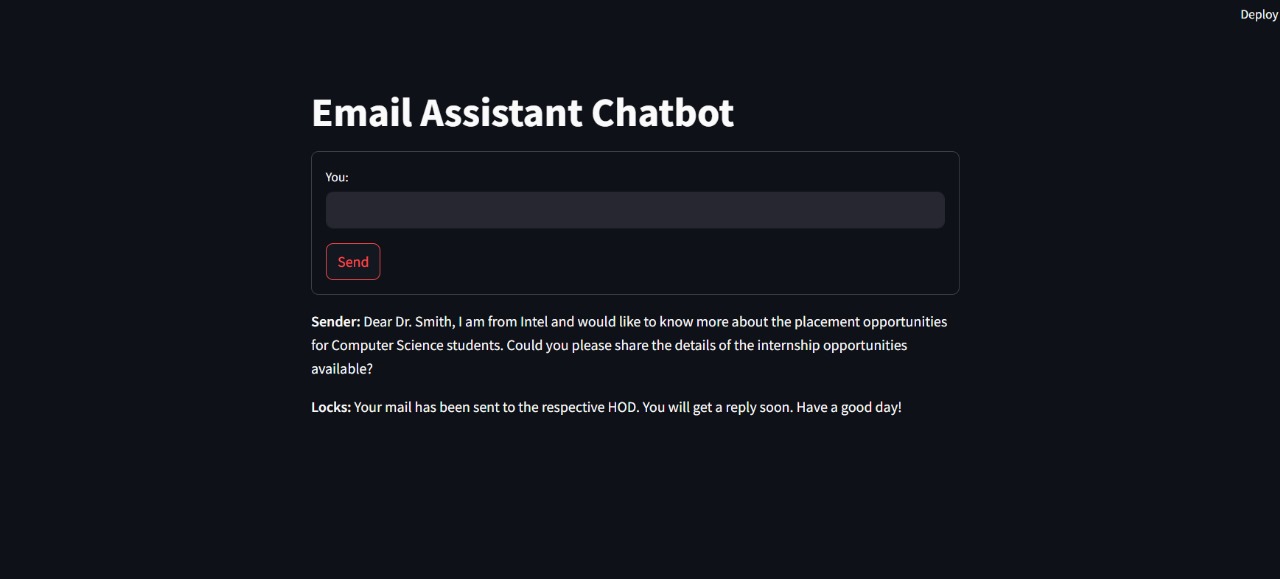 Deploy
Email Assistant Chatbot
You:
Send
Sender: Dear Dr. Smith, I am from Intel and would like to know more about the placement opportunities
for Computer Science students. Could you please share the details of the internship opportunities
available?
Locks: Your mail has been sent to the respective HOD. You will get a reply soon. Have a good day!